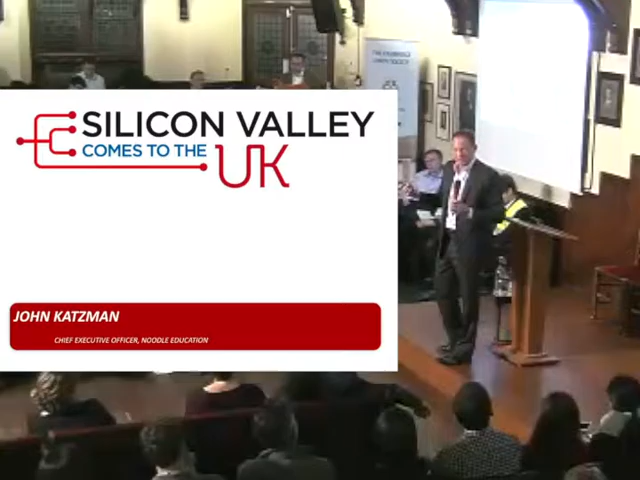 SILICON VALLEY
COMES TO THE UK
JOHN KATZMAN
CHIEF EXECUTIVE OFFICER, NOODLE EDUCATION